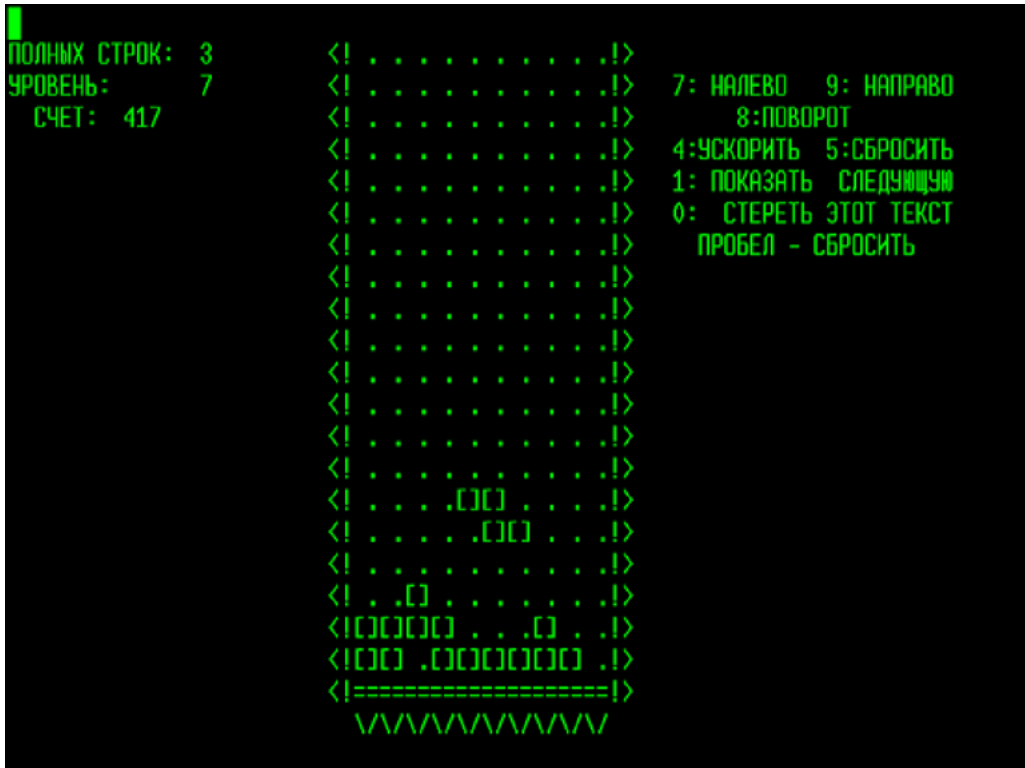 ПОЛНЫХ СТРОК: 3 <! . . . . . . . . . .!>
УРОВЕНЬ: 7 <! . . . . . . . . . .!> 7: НАЛЕВО 9: НАПРАВО
СЧЕТ: 417 <! . . . . . . . . . .!> 8:ПОВОРОТ
<! . . . . . . . . . .!> 4:УСКОРИТЬ 5:СБРОСИТЬ
<! . . . . . . . . . .!> 1: ПОКАЗАТЬ СЛЕДУЮЩУЮ
<! . . . . . . . . . .!> 0: СТЕРЕТЬ ЭТОТ ТЕКСТ
<! . . . . . . . . . .!> ПРОБЕЛ - СБРОСИТЬ
<! . . . . . . . . . .!>
<! . . . . . . . . . .!>
<! . . . . . . . . . .!>
<! . . . . . . . . . .!>
<! . . . . . . . . . .!>
<! . . . . . . . . . .!>
<! . . . . . . . . . .!>
<! . . . .[][] . . . .!>
<! . . . . .[][] . . .!>
<! . . . . . . . . . .!>
<! . .[] . . . . . . .!>
<![][][][] . . .[] . .!>
<![][] .[][][][][][] .!>
<!====================!>
\/\/\/\/\/\/\/\/\/\/